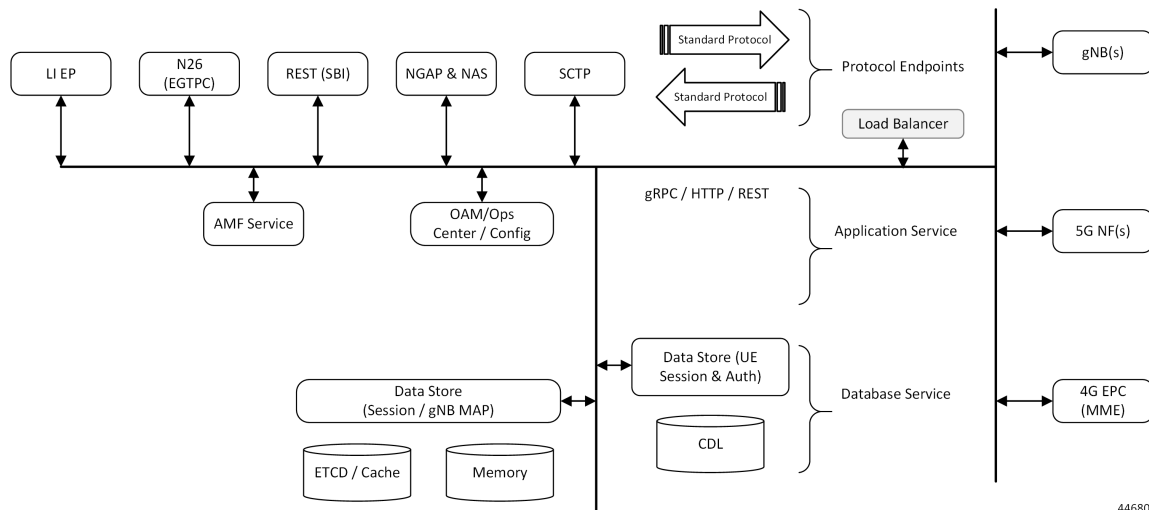 Standard Protocol
LI EP
N26
(EGTPC)
REST (SBI)
NGAP & NAS
SCTP
Protocol Endpoints
gNB(s)
Standard Protocol
Load Balancer
gRPC / HTTP / REST
AMF Service
OAM/Ops
Center / Config
Application Service
5G NF(s)
Data Store (UE
Session & Auth)
Data Store
(Session / gNB MAP)
Database Service
4G EPC
(MME)
CDL
ETCD / Cache
Memory
44680